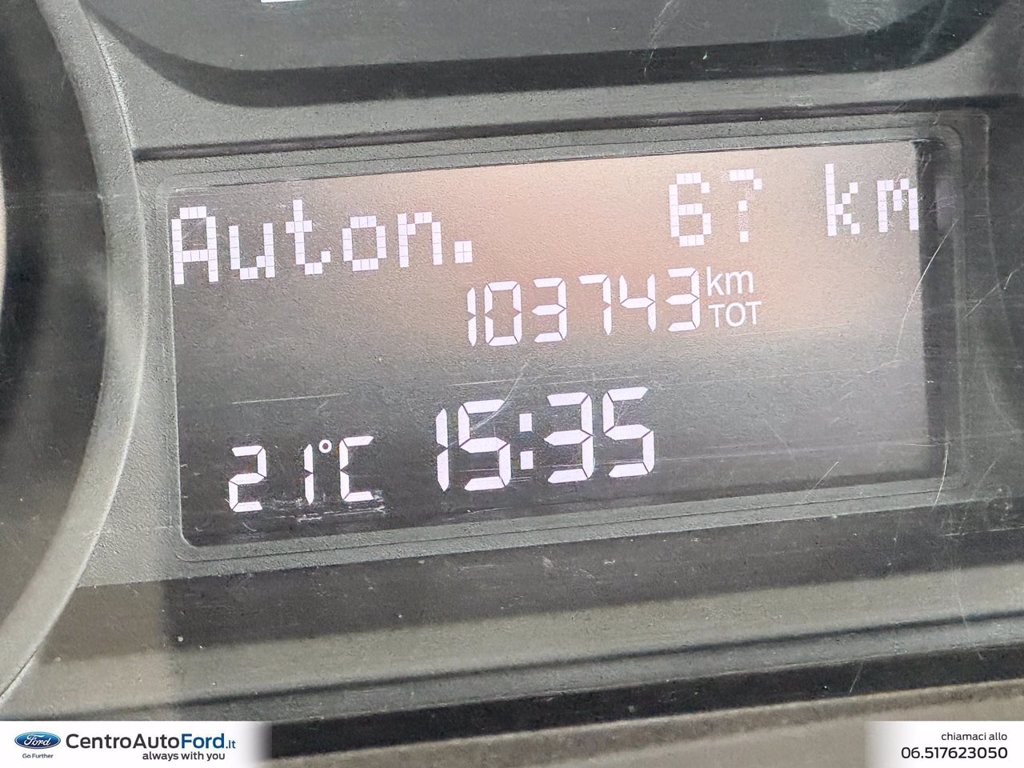 Auton. 67 km
103743 km TOT
21°C 15:35
Ford
Go Further
CentroAutoFord.it
always with you
chiamaci allo
06.517623050